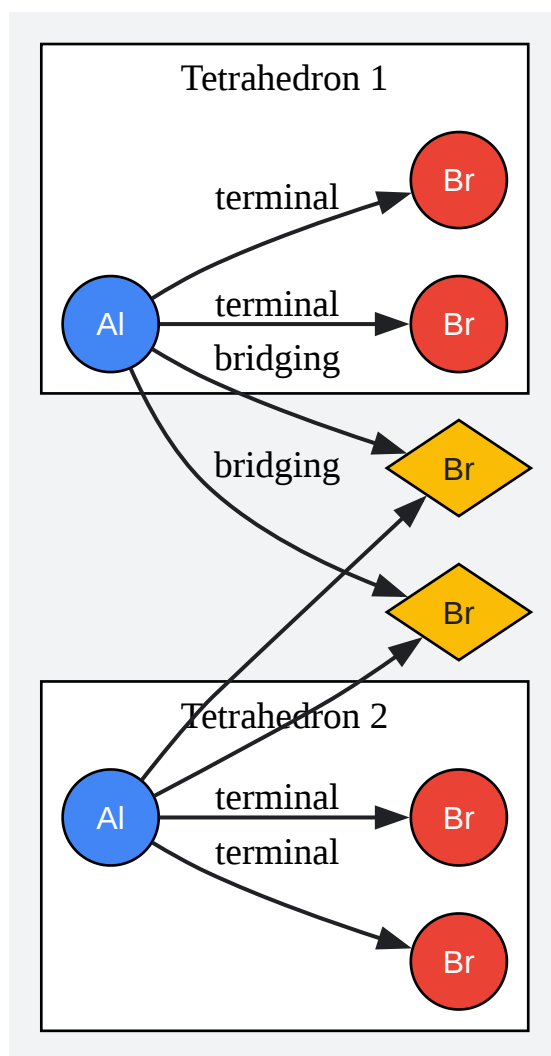 Tetrahedron 1
Br
terminal
Al
terminal
Br
bridging
bridging
Br
Br
Tetrahedron 2
Al
terminal
Br
terminal
Br